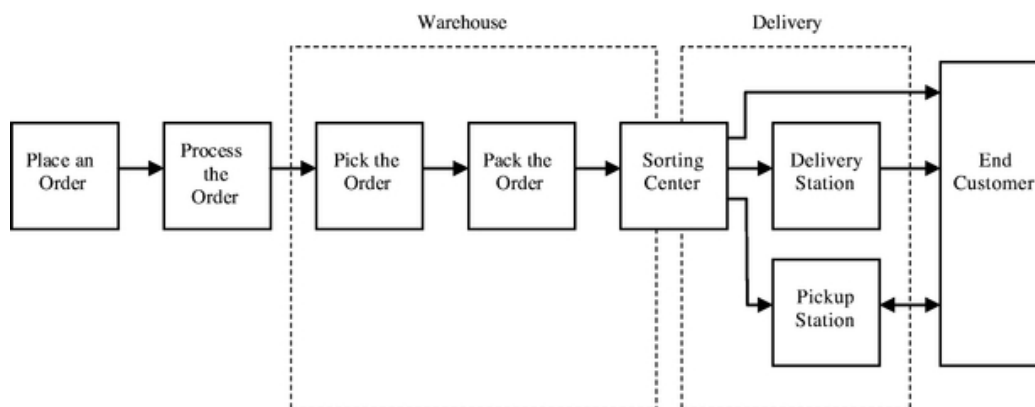 Warehouse
Delivery
Place an
Order
Process
the
Order
Pick the
Order
Pack the
Order
Sorting
Center
Delivery
Station
End
Customer
Pickup
Station